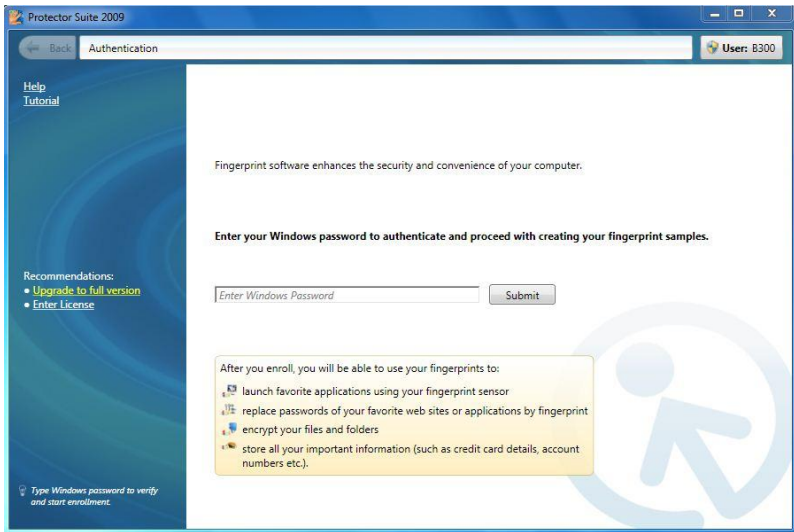 Protector Suite 2009
Back
Authentication
User: B300
Help
Tutorial
Fingerprint software enhances the security and convenience of your computer.
Enter your Windows password to authenticate and proceed with creating your fingerprint samples.
Recommendations:
• Upgrade to full version
• Enter License
Enter Windows Password
Submit
After you enroll, you will be able to use your fingerprints to:
launch favorite applications using your fingerprint sensor
replace passwords of your favorite web sites or applications by fingerprint
encrypt your files and folders
store all your important information (such as credit card details, account
numbers etc.).
Type Windows password to verify
and start enrollment.